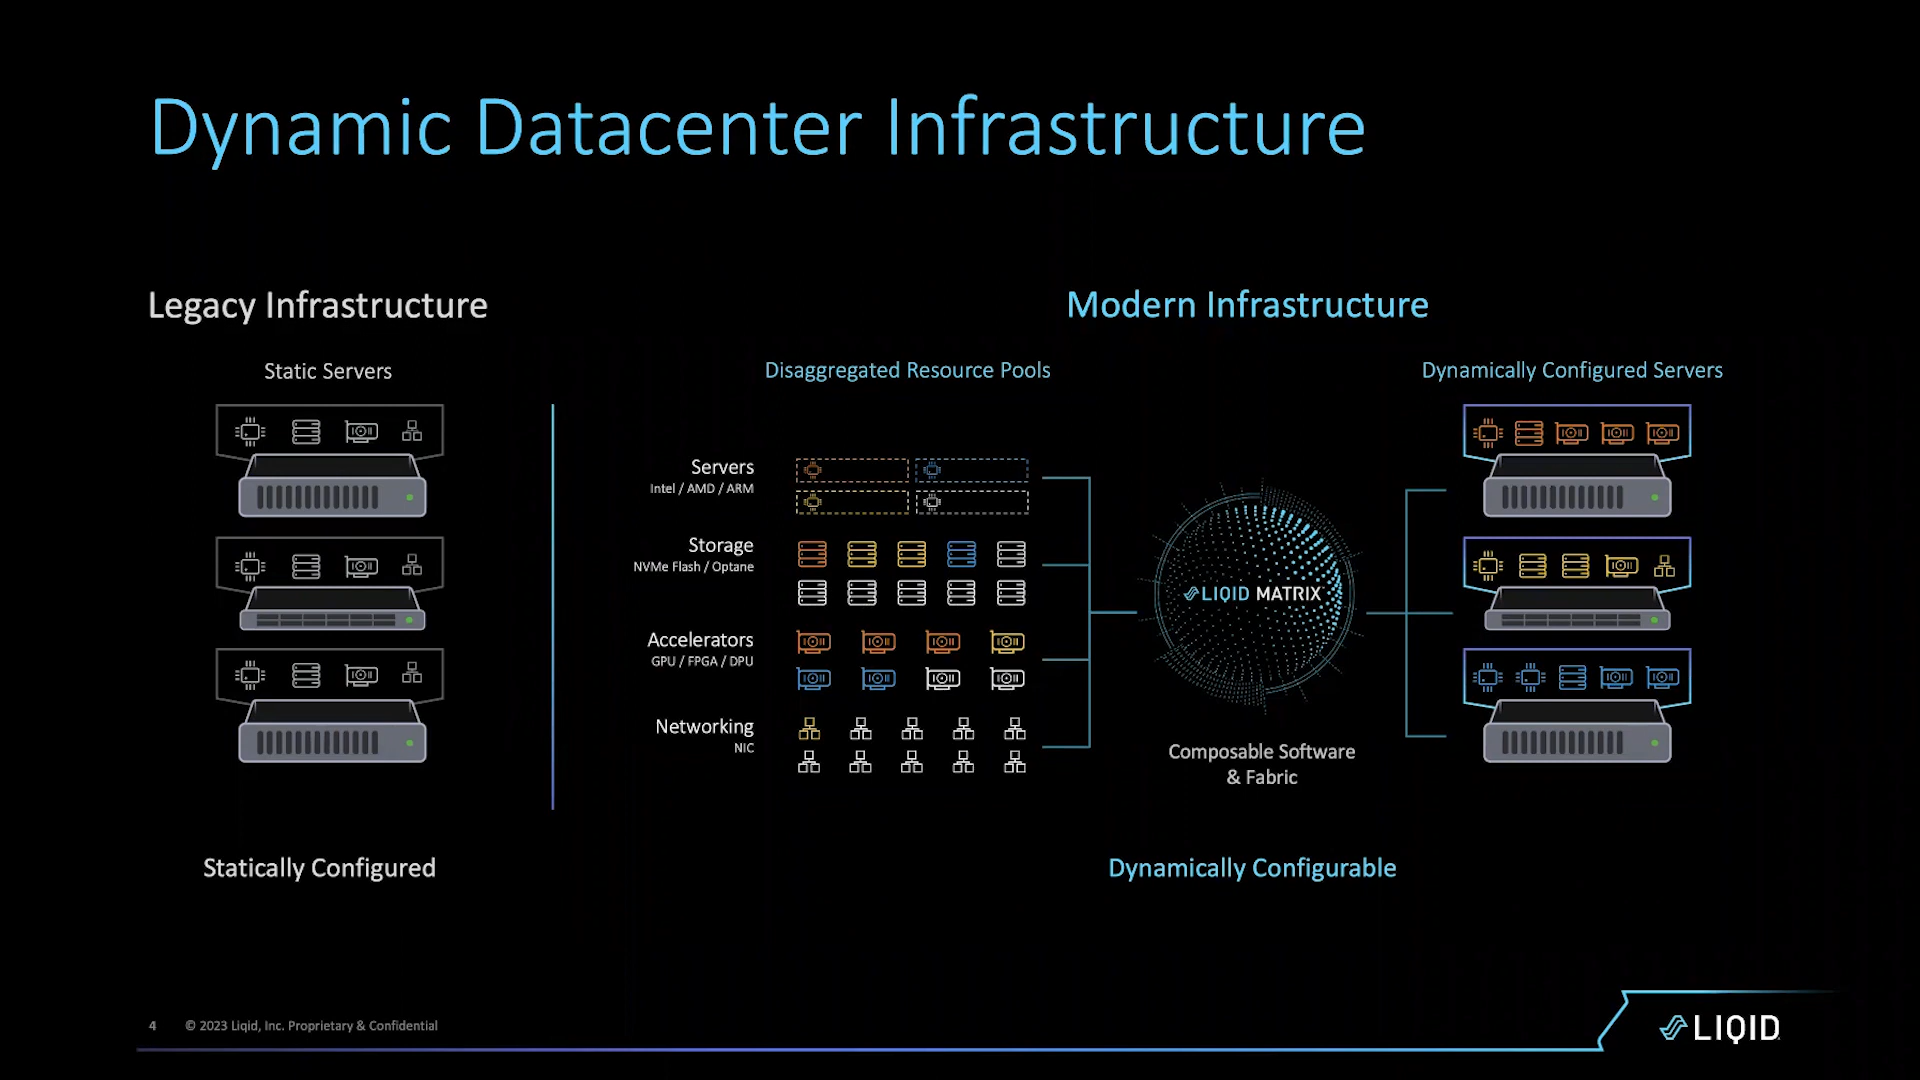 Dynamic Datacenter Infrastructure
Legacy Infrastructure
Static Servers
Statically Configured
Modern Infrastructure
Disaggregated Resource Pools
Servers
Intel / AMD / ARM
Storage
NVMe Flash / Optane
Accelerators
GPU / FPGA / DPU
Networking
NIC
LIQID MATRIX
Composable Software
& Fabric
Dynamically Configured Servers
Dynamically Configurable
4 © 2023 Liqid, Inc. Proprietary & Confidential
LIQID